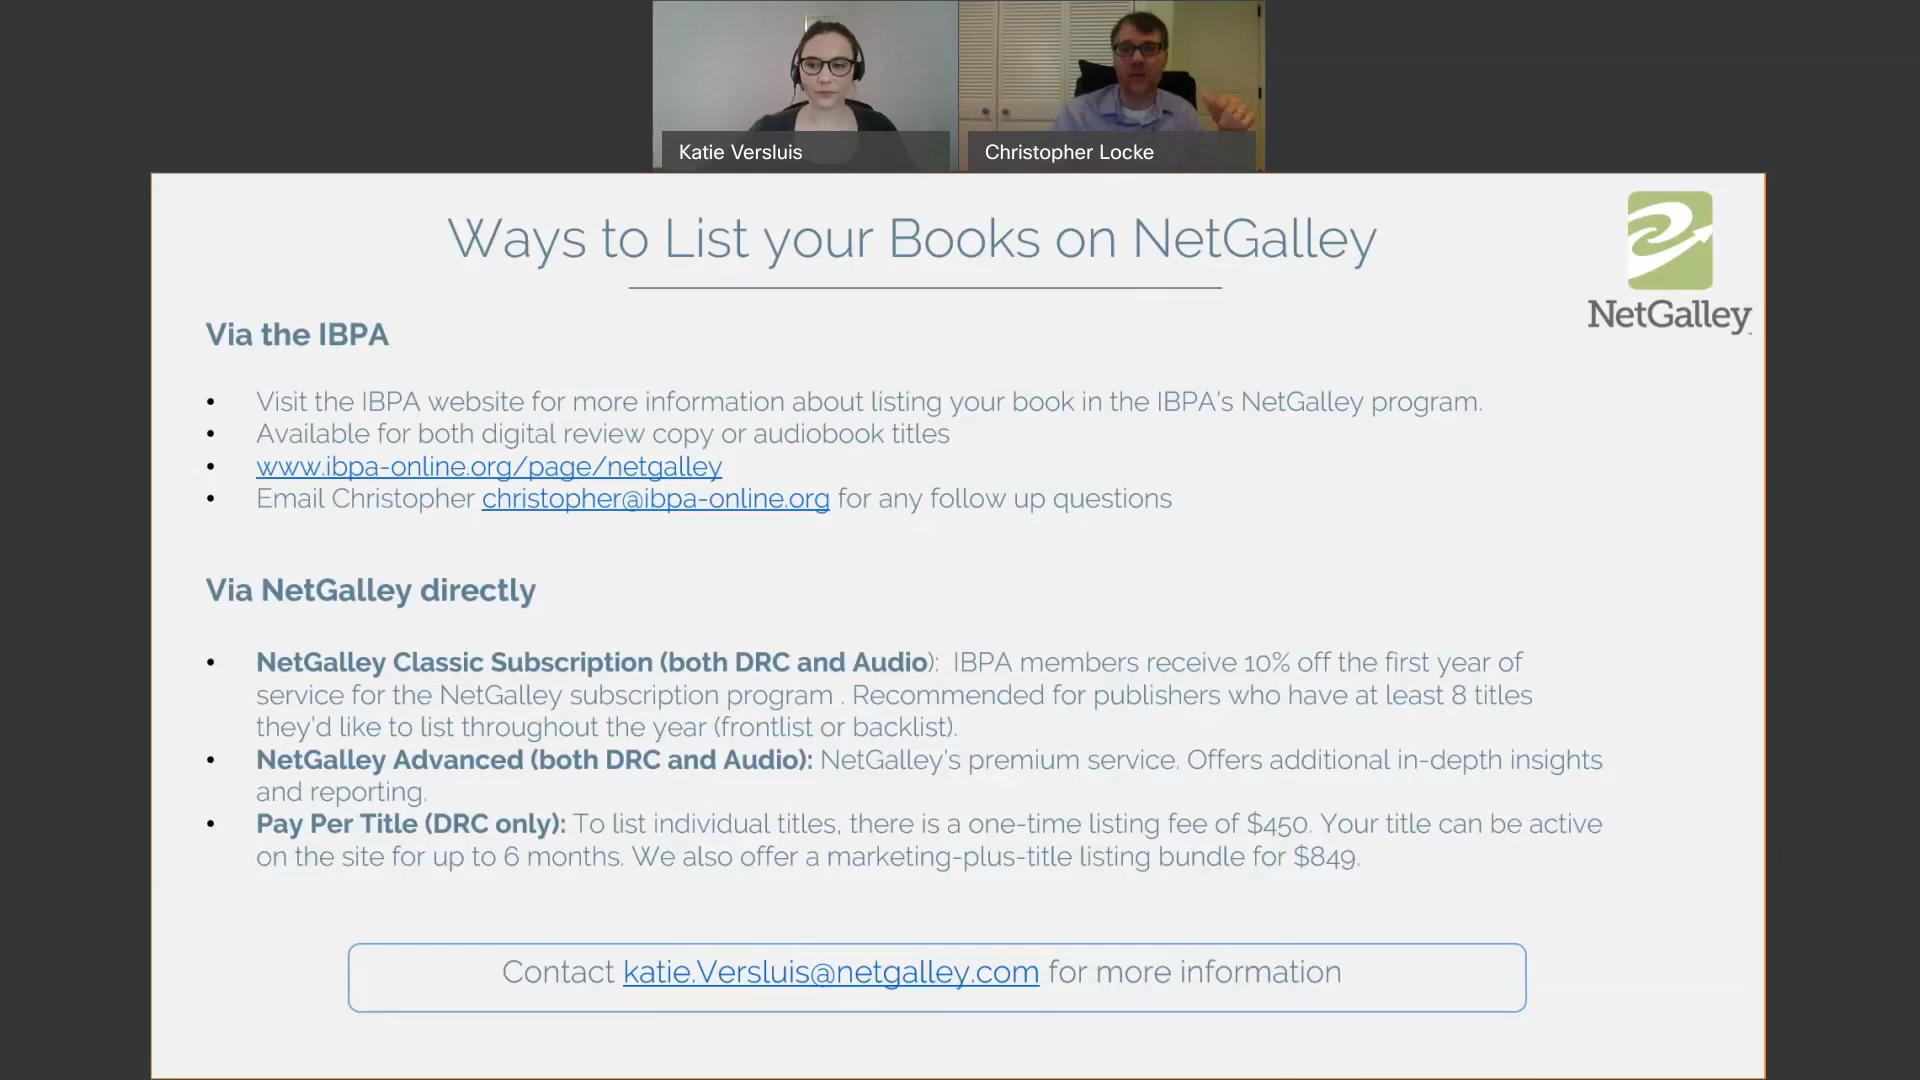 Katie Versluis
Christopher Locke
Ways to List your Books on NetGalley
NetGalley
Via the IBPA
• Visit the IBPA website for more information about listing your book in the IBPA's NetGalley program.
• Available for both digital review copy or audiobook titles
• www.ibpa-online.org/page/netgalley
• Email Christopher christopher@ibpa-online.org for any follow up questions
Via NetGalley directly
• NetGalley Classic Subscription (both DRC and Audio): IBPA members receive 10% off the first year of
service for the NetGalley subscription program . Recommended for publishers who have at least 8 titles
they'd like to list throughout the year (frontlist or backlist).
• NetGalley Advanced (both DRC and Audio): NetGalley's premium service. Offers additional in-depth insights
and reporting.
• Pay Per Title (DRC only): To list individual titles, there is a one-time listing fee of $450. Your title can be active
on the site for up to 6 months. We also offer a marketing-plus-title listing bundle for $849.
Contact katie.Versluis@netgalley.com for more information